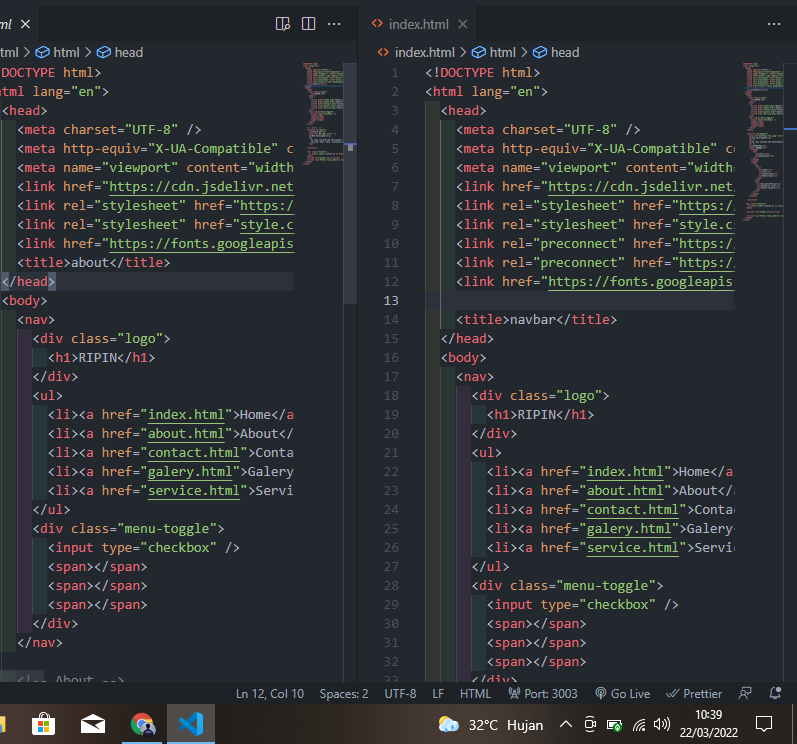 ml
tml > html > head
DOCTYPE html>
tml lang="en">
<head>
<meta charset="UTF-8" />
<meta http-equiv="X-UA-Compatible" c
<meta name="viewport" content="width
<link href="https://cdn.jsdelivr.net
<link rel="stylesheet" href="https:/
<link rel="stylesheet" href="style.c
<link href="https://fonts.googleapis
<title>about</title>
</head>
<body>
<nav>
<div class="logo">
<h1>RIPIN</h1>
</div>
<ul>
<li><a href="index.html">Home</a
<li><a href="about.html">About</
<li><a href="contact.html">Conta
<li><a href="galery.html">Galery
<li><a href="service.html">Servi
</ul>
<div class="menu-toggle">
<input type="checkbox" />
<span></span>
<span></span>
<span></span>
</div>
</nav>
<!-- About -->
index.html
index.html > html > head
1 <!DOCTYPE html>
2 <html lang="en">
3 <head>
4 <meta charset="UTF-8" />
5 <meta http-equiv="X-UA-Compatible" co
6 <meta name="viewport" content="width=
7 <link href="https://cdn.jsdelivr.net/
8 <link rel="stylesheet" href="https:/
9 <link rel="stylesheet" href="style.cs
10 <link rel="preconnect" href="https:/
11 <link rel="preconnect" href="https:/
12 <link href="https://fonts.googleapis
13
14 <title>navbar</title>
15 </head>
16 <body>
17 <nav>
18 <div class="logo">
19 <h1>RIPIN</h1>
20 </div>
21 <ul>
22 <li><a href="index.html">Home</a
23 <li><a href="about.html">About</a
24 <li><a href="contact.html">Contac
25 <li><a href="galery.html">Galery<
26 <li><a href="service.html">Servic
27 </ul>
28 <div class="menu-toggle">
29 <input type="checkbox" />
30 <span></span>
31 <span></span>
32 <span></span>
33 </div>
Ln 12, Col 10 Spaces: 2 UTF-8 LF HTML Port: 3003 Go Live Prettier
32°C Hujan
10:39
22/03/2022